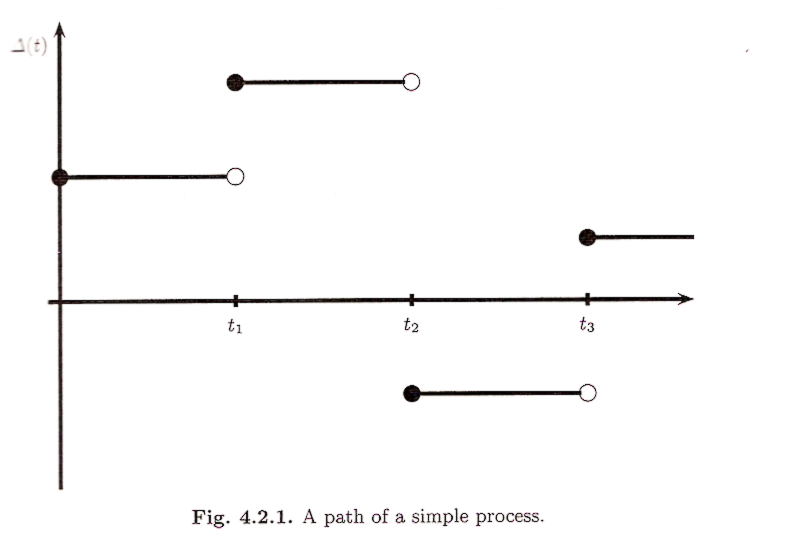 Δ(t)
t₁
t₂
t₃
Fig. 4.2.1. A path of a simple process.